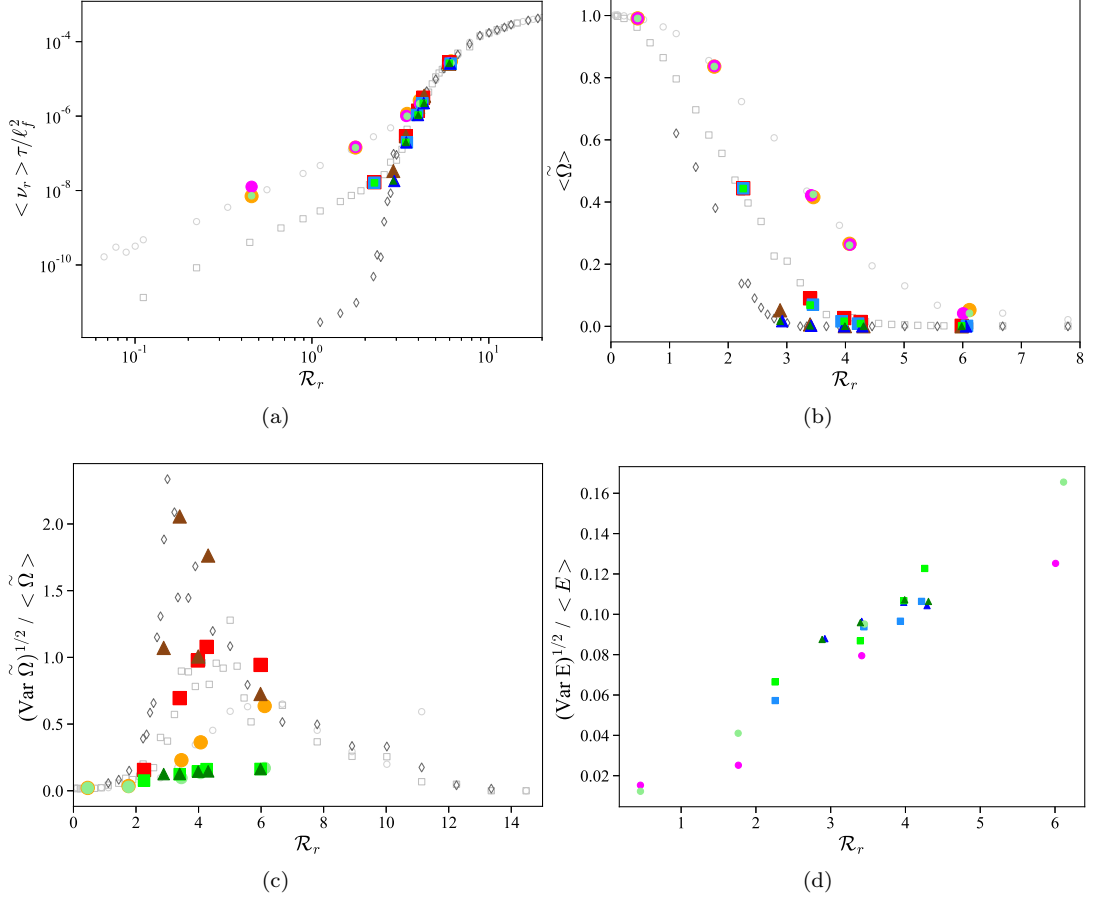 10^{-4}
10^{-6}
10^{-8}
10^{-10}
< ν_r > τ/ℓ_f^2
10^{-1} 10^0 10^1
ℛ_r
(a)
1.0
0.8
0.6
0.4
0.2
0.0
<Ω̃>
0 1 2 3 4 5 6 7 8
ℛ_r
(b)
2.0
1.5
1.0
0.5
0.0
(Var Ω̃)^{1/2} / < Ω̃ >
0 2 4 6 8 10 12 14
ℛ_r
(c)
0.16
0.14
0.12
0.10
0.08
0.06
0.04
0.02
(Var E)^{1/2} / < E >
1 2 3 4 5 6
ℛ_r
(d)